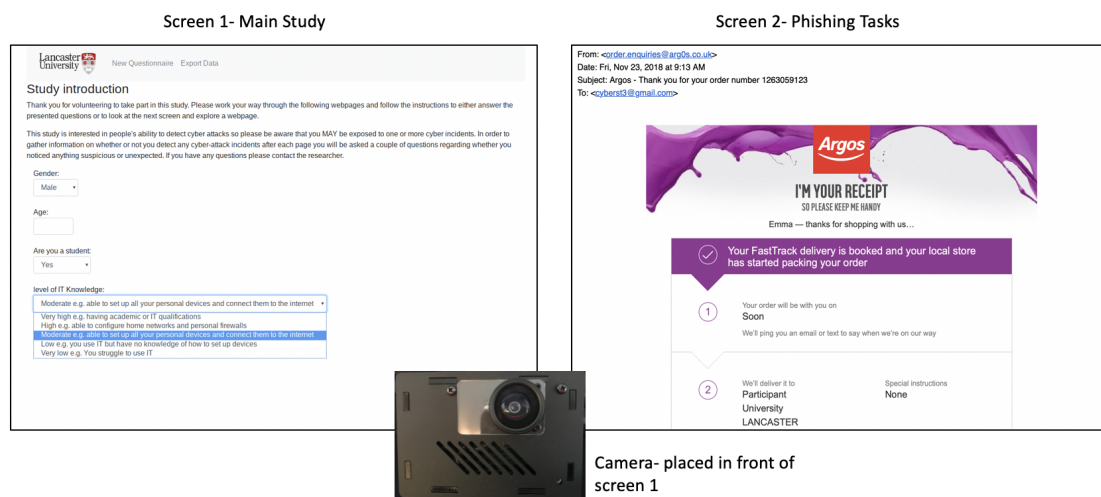 Screen 1- Main Study
Screen 2- Phishing Tasks
Lancaster
University
New Questionnaire Export Data
Study introduction
Thank you for volunteering to take part in this study. Please work your way through the following webpages and follow the instructions to either answer the
presented questions or to look at the next screen and explore a webpage.
This study is interested in people's ability to detect cyber attacks so please be aware that you MAY be exposed to one or more cyber incidents. In order to
gather information on whether or not you detect any cyber-attack incidents after each page you will be asked a couple of questions regarding whether you
noticed anything suspicious or unexpected. If you have any questions please contact the researcher.
Gender:
Male
Age:
Are you a student:
Yes
level of IT Knowledge:
Moderate e.g. able to set up all your personal devices and connect them to the internet
Very high e.g. having academic or IT qualifications
High e.g. able to configure home networks and personal firewalls
Moderate e.g. able to set up all your personal devices and connect them to the internet
Low e.g. you use IT but have no knowledge of how to set up devices
Very low e.g. You struggle to use IT
From: <order.enquiries@arg0s.co.uk>
Date: Fri, Nov 23, 2018 at 9:13 AM
Subject: Argos - Thank you for your order number 1263059123
To: <cyberst3@gmail.com>
Argos
I'M YOUR RECEIPT
SO PLEASE KEEP ME HANDY
Emma — thanks for shopping with us…
Your FastTrack delivery is booked and your local store
has started packing your order
1
Your order will be with you on
Soon
We'll ping you an email or text to say when we're on our way
2
We'll deliver it to
Participant
University
LANCASTER
Special instructions
None
Camera- placed in front of
screen 1